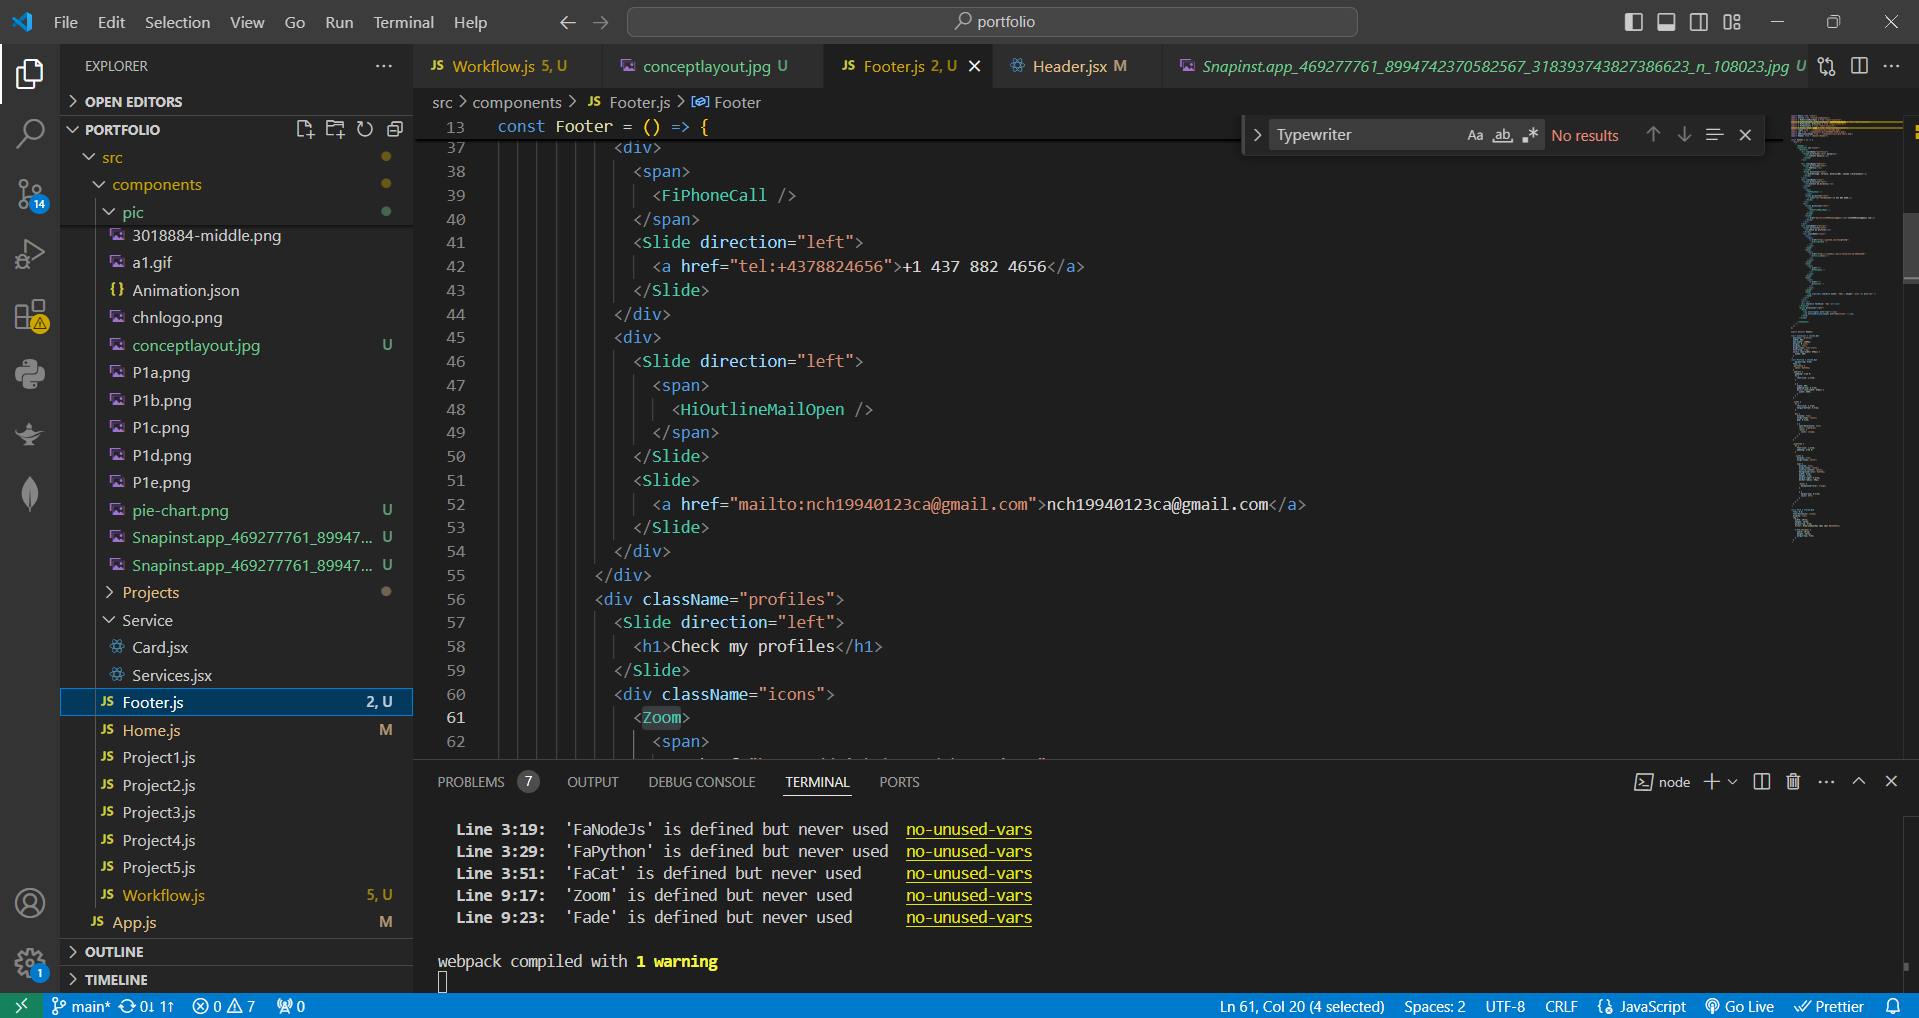 File Edit Selection View Go Run Terminal Help
portfolio
EXPLORER
OPEN EDITORS
PORTFOLIO
src
components
pic
3018884-middle.png
a1.gif
{} Animation.json
chnlogo.png
conceptlayout.jpg U
P1a.png
P1b.png
P1c.png
P1d.png
P1e.png
pie-chart.png U
Snapinst.app_469277761_89947... U
Snapinst.app_469277761_89947... U
Projects
Service
Card.jsx
Services.jsx
JS Footer.js 2, U
JS Home.js M
JS Project1.js
JS Project2.js
JS Project3.js
JS Project4.js
JS Project5.js
JS Workflow.js 5, U
JS App.js M
OUTLINE
TIMELINE
14
1
JS Workflow.js 5, U
conceptlayout.jpg U
JS Footer.js 2, U
Header.jsx M
Snapinst.app_469277761_8994742370582567_318393743827386623_n_108023.jpg U
src > components > JS Footer.js > Footer
Typewriter Aa ab No results
13 const Footer = () => {
37 <div>
38 <span>
39 <FiPhoneCall />
40 </span>
41 <Slide direction="left">
42 <a href="tel:+4378824656">+1 437 882 4656</a>
43 </Slide>
44 </div>
45 <div>
46 <Slide direction="left">
47 <span>
48 <HiOutlineMailOpen />
49 </span>
50 </Slide>
51 <Slide>
52 <a href="mailto:nch19940123ca@gmail.com">nch19940123ca@gmail.com</a>
53 </Slide>
54 </div>
55 </div>
56 <div className="profiles">
57 <Slide direction="left">
58 <h1>Check my profiles</h1>
59 </Slide>
60 <div className="icons">
61 <Zoom>
62 <span>
PROBLEMS 7 OUTPUT DEBUG CONSOLE TERMINAL PORTS
node
Line 3:19: 'FaNodeJs' is defined but never used no-unused-vars
Line 3:29: 'FaPython' is defined but never used no-unused-vars
Line 3:51: 'FaCat' is defined but never used no-unused-vars
Line 9:17: 'Zoom' is defined but never used no-unused-vars
Line 9:23: 'Fade' is defined but never used no-unused-vars
webpack compiled with 1 warning
main* 0↓ 1↑ 0 7 0
Ln 61, Col 20 (4 selected) Spaces: 2 UTF-8 CRLF {} JavaScript Go Live Prettier